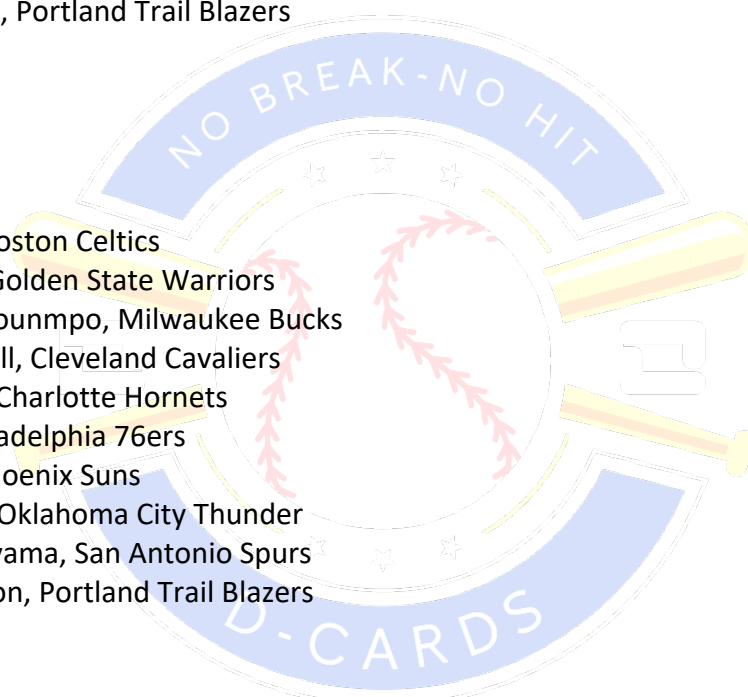 , Portland Trail Blazers
NO BREAK-NO HIT
oston Celtics
Golden State Warriors
ounmpo, Milwaukee Bucks
ll, Cleveland Cavaliers
Charlotte Hornets
adelphia 76ers
oenix Suns
Oklahoma City Thunder
yama, San Antonio Spurs
on, Portland Trail Blazers
D-CARDS